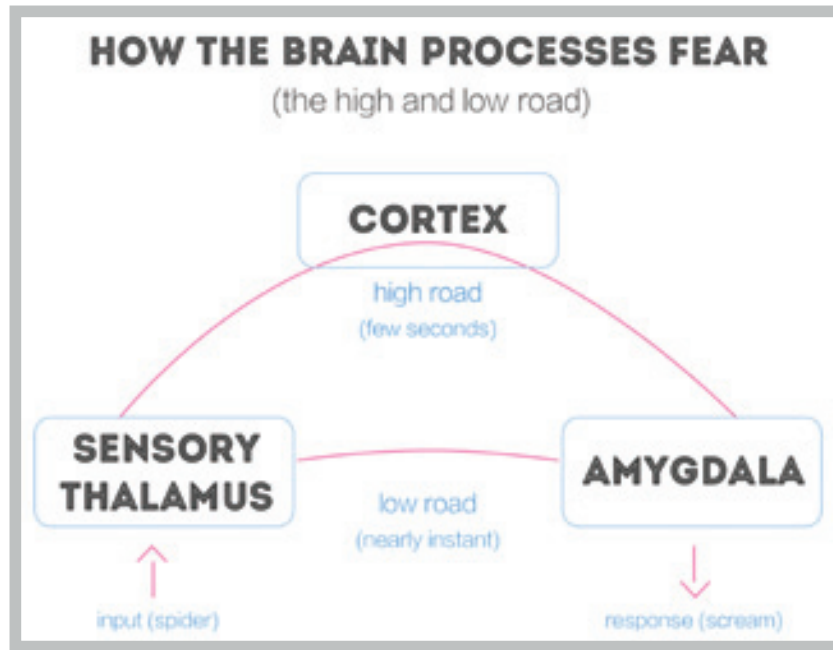 HOW THE BRAIN PROCESSES FEAR
(the high and low road)
CORTEX
high road
(few seconds)
SENSORY
THALAMUS
AMYGDALA
low road
(nearly instant)
input (spider)
response (scream)